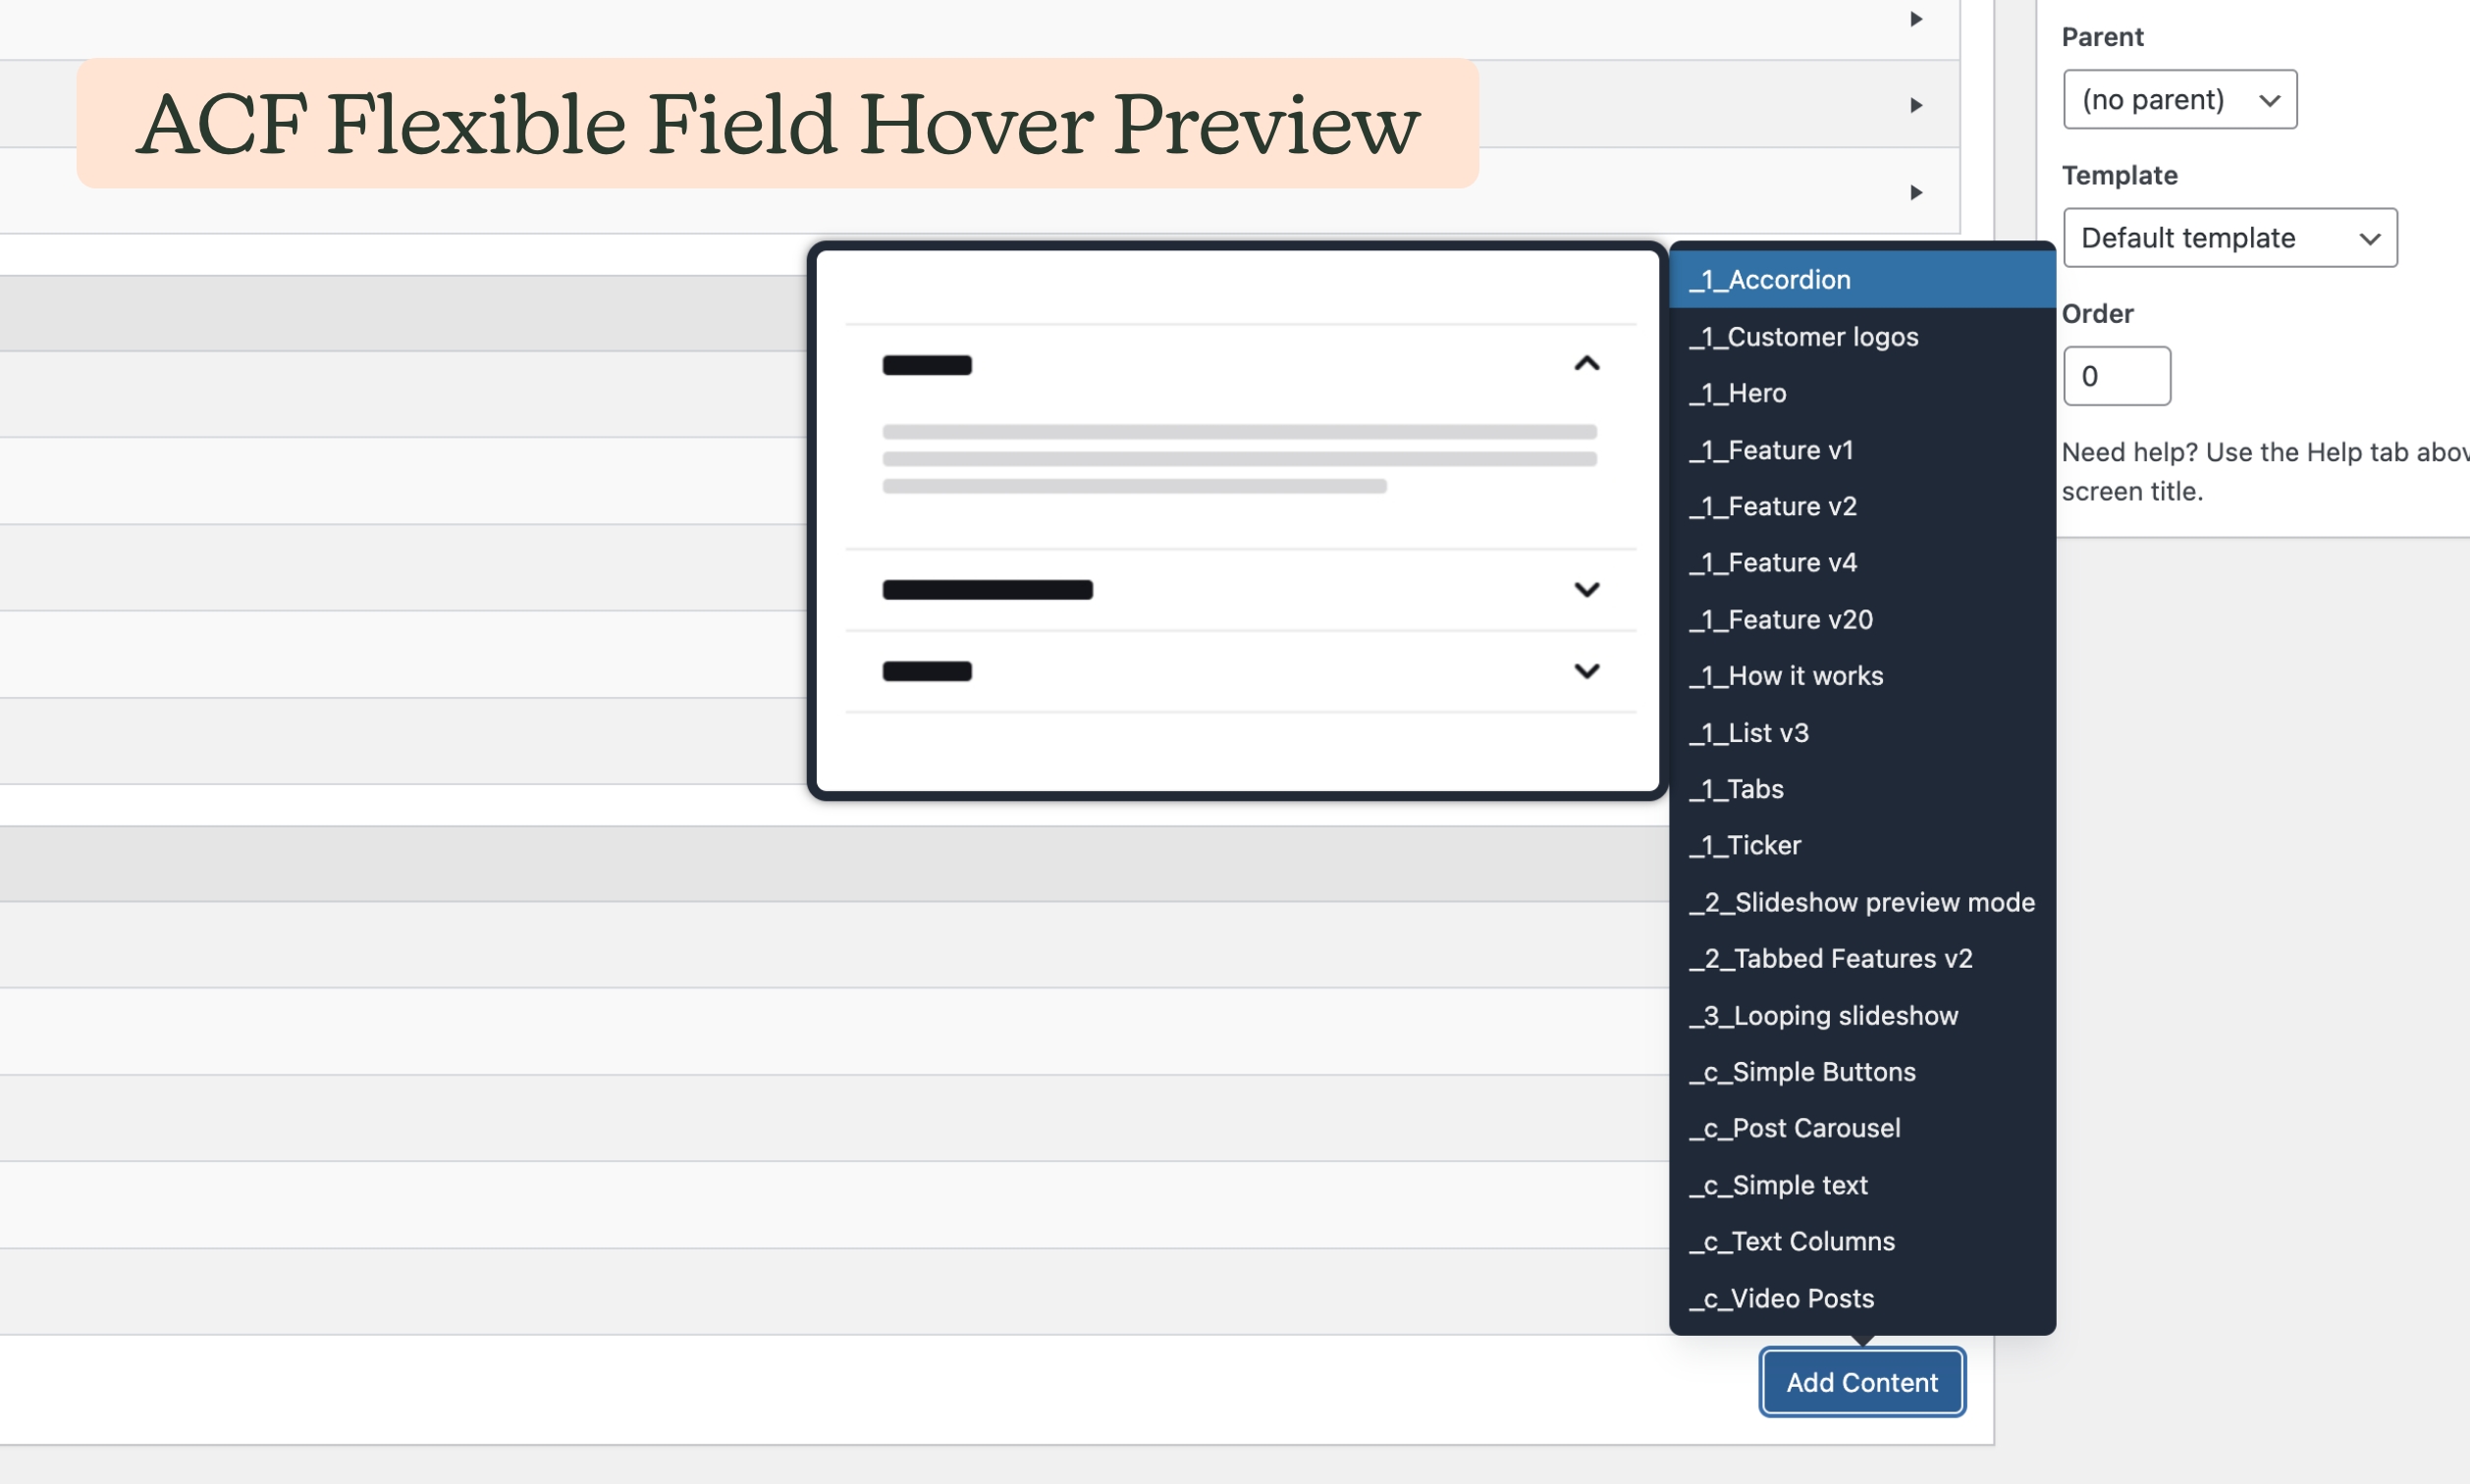 ACF Flexible Field Hover Preview
Parent
(no parent)
Template
Default template
Order
0
Need help? Use the Help tab abov
screen title.
_1_Accordion
_1_Customer logos
_1_Hero
_1_Feature v1
_1_Feature v2
_1_Feature v4
_1_Feature v20
_1_How it works
_1_List v3
_1_Tabs
_1_Ticker
_2_Slideshow preview mode
_2_Tabbed Features v2
_3_Looping slideshow
_c_Simple Buttons
_c_Post Carousel
_c_Simple text
_c_Text Columns
_c_Video Posts
Add Content